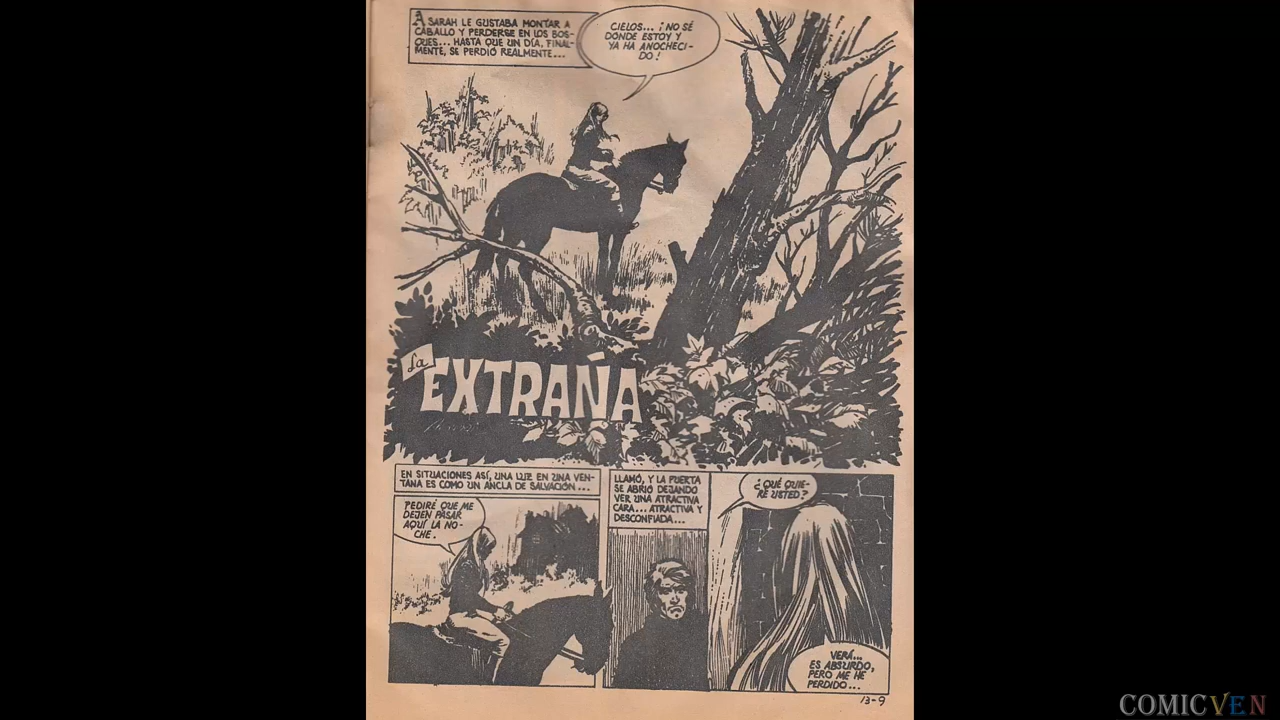 A SARAH LE GUSTABA MONTAR A
CABALLO Y PERDERSE EN LOS BOS-
QUES... HASTA QUE UN DÍA, FINAL-
MENTE, SE PERDIÓ REALMENTE...
CIELOS... ¡NO SÉ
DÓNDE ESTOY Y
YA HA ANOCHECI-
DO!
La
EXTRAÑA
EN SITUACIONES ASÍ, UNA LUZ EN UNA VEN-
TANA ES COMO UN ANCLA DE SALVACIÓN...
PEDIRÉ QUE ME
DEJEN PASAR
AQUÍ LA NO-
CHE.
LLAMÓ, Y LA PUERTA
SE ABRIÓ DEJANDO
VER UNA ATRACTIVA
CARA... ATRACTIVA Y
DESCONFIADA...
¿QUÉ QUIE-
RE USTED?
VERÁ...
ES ABSURDO,
PERO ME HE
PERDIDO...
13-9
COMICVEN